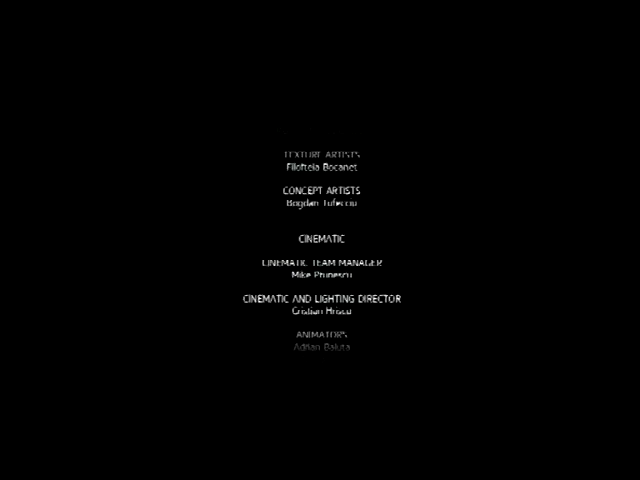 TEXTURE ARTISTS
Filofteia Bocanet
CONCEPT ARTISTS
Bogdan Tufecciu
CINEMATIC
CINEMATIC TEAM MANAGER
Mike Prunescu
CINEMATIC AND LIGHTING DIRECTOR
Cristian Hriscu
ANIMATORS
Adrian Baluta